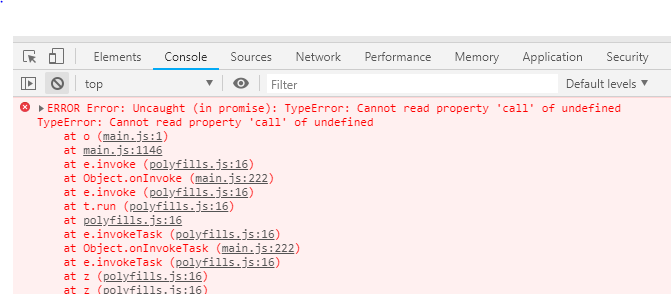 .
Elements Console Sources Network Performance Memory Application Security
top ▼ Filter Default levels ▼
ERROR Error: Uncaught (in promise): TypeError: Cannot read property 'call' of undefined
TypeError: Cannot read property 'call' of undefined
at o (main.js:1)
at main.js:1146
at e.invoke (polyfills.js:16)
at Object.onInvoke (main.js:222)
at e.invoke (polyfills.js:16)
at t.run (polyfills.js:16)
at polyfills.js:16
at e.invokeTask (polyfills.js:16)
at Object.onInvokeTask (main.js:222)
at e.invokeTask (polyfills.js:16)
at z (polyfills.js:16)
at z (polyfills.js:16)